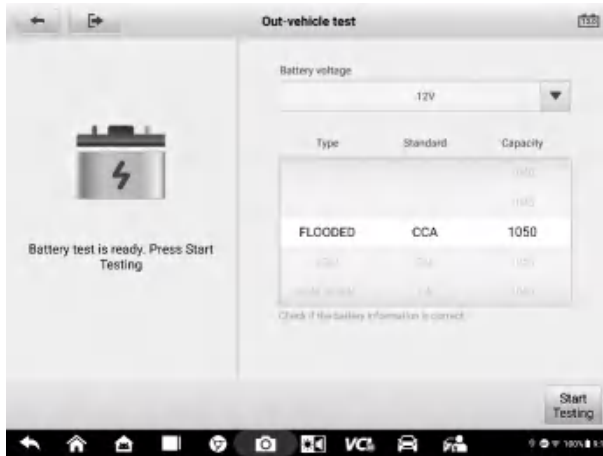 Out-vehicle test
Battery voltage
12V
Type Standard Capacity
FLOODED CCA 1050
Battery test is ready. Press Start
Testing
Check if the battery information is correct.
Start
Testing
VCI